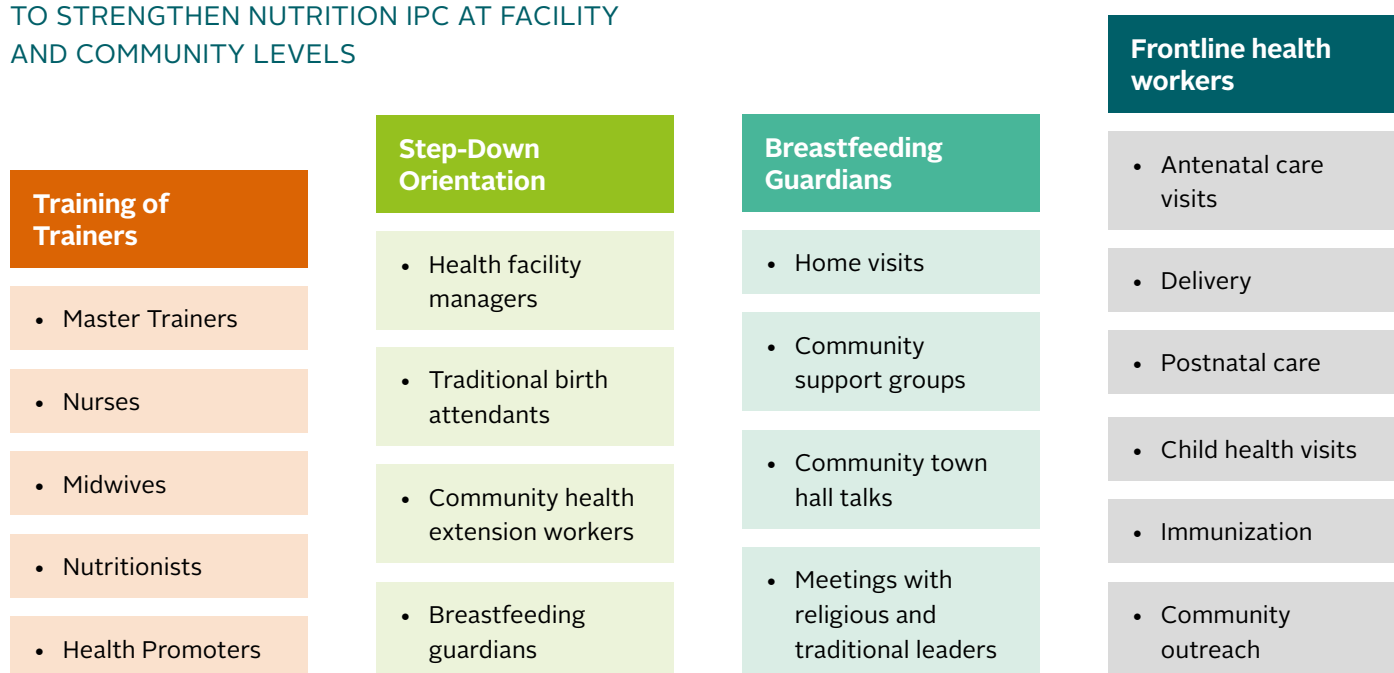 TO STRENGTHEN NUTRITION IPC AT FACILITY
AND COMMUNITY LEVELS
Training of
Trainers
• Master Trainers
• Nurses
• Midwives
• Nutritionists
• Health Promoters
Step-Down
Orientation
• Health facility
managers
• Traditional birth
attendants
• Community health
extension workers
• Breastfeeding
guardians
Breastfeeding
Guardians
• Home visits
• Community
support groups
• Community town
hall talks
• Meetings with
religious and
traditional leaders
Frontline health
workers
• Antenatal care
visits
• Delivery
• Postnatal care
• Child health visits
• Immunization
• Community
outreach